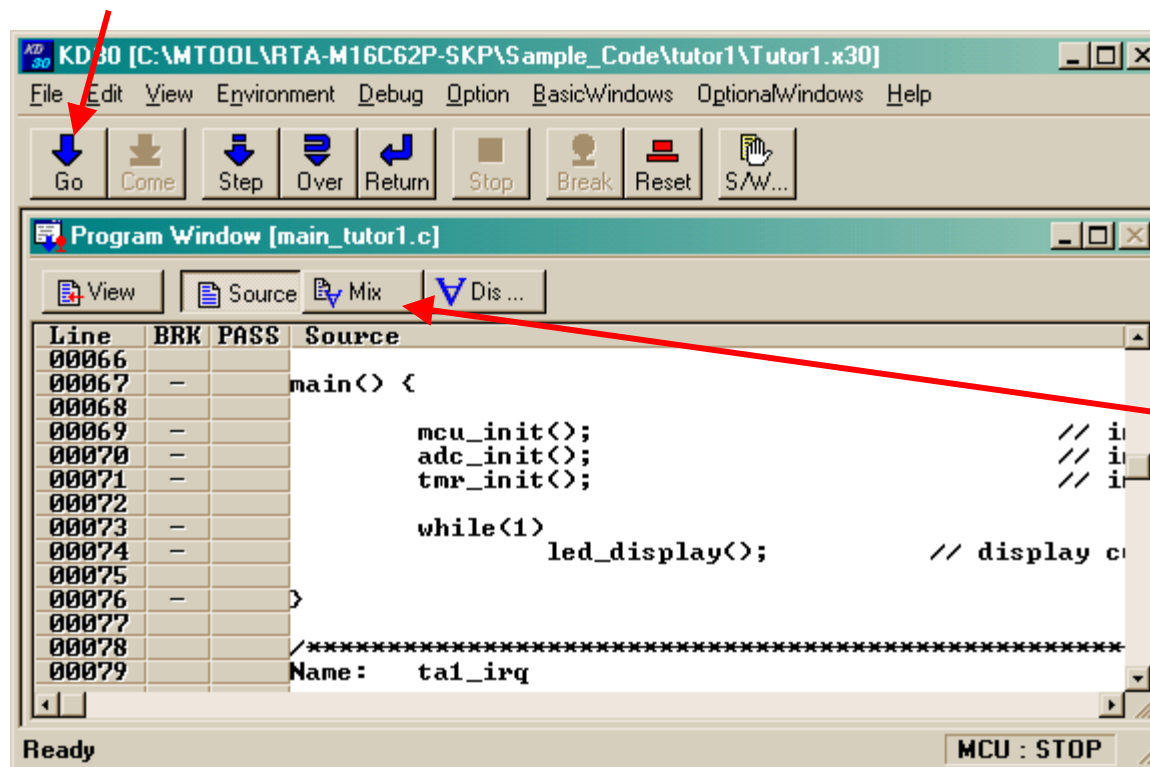 KD 30 KD30 [C:\MTOOL\RTA-M16C62P-SKP\Sample_Code\tutor1\Tutor1.x30]
File Edit View Environment Debug Option BasicWindows OptionalWindows Help
Go Come Step Over Return Stop Break Reset S/W...
Program Window [main_tutor1.c]
View Source Mix Dis ...
Line BRK PASS Source
00066
00067 - main() {
00068
00069 - mcu_init(); //
00070 - adc_init(); //
00071 - tmr_init(); //
00072
00073 - while(1)
00074 - led_display(); // display
00075
00076 - }
00077
00078 /***************************************************
00079 Name: ta1_irq
Ready MCU : STOP